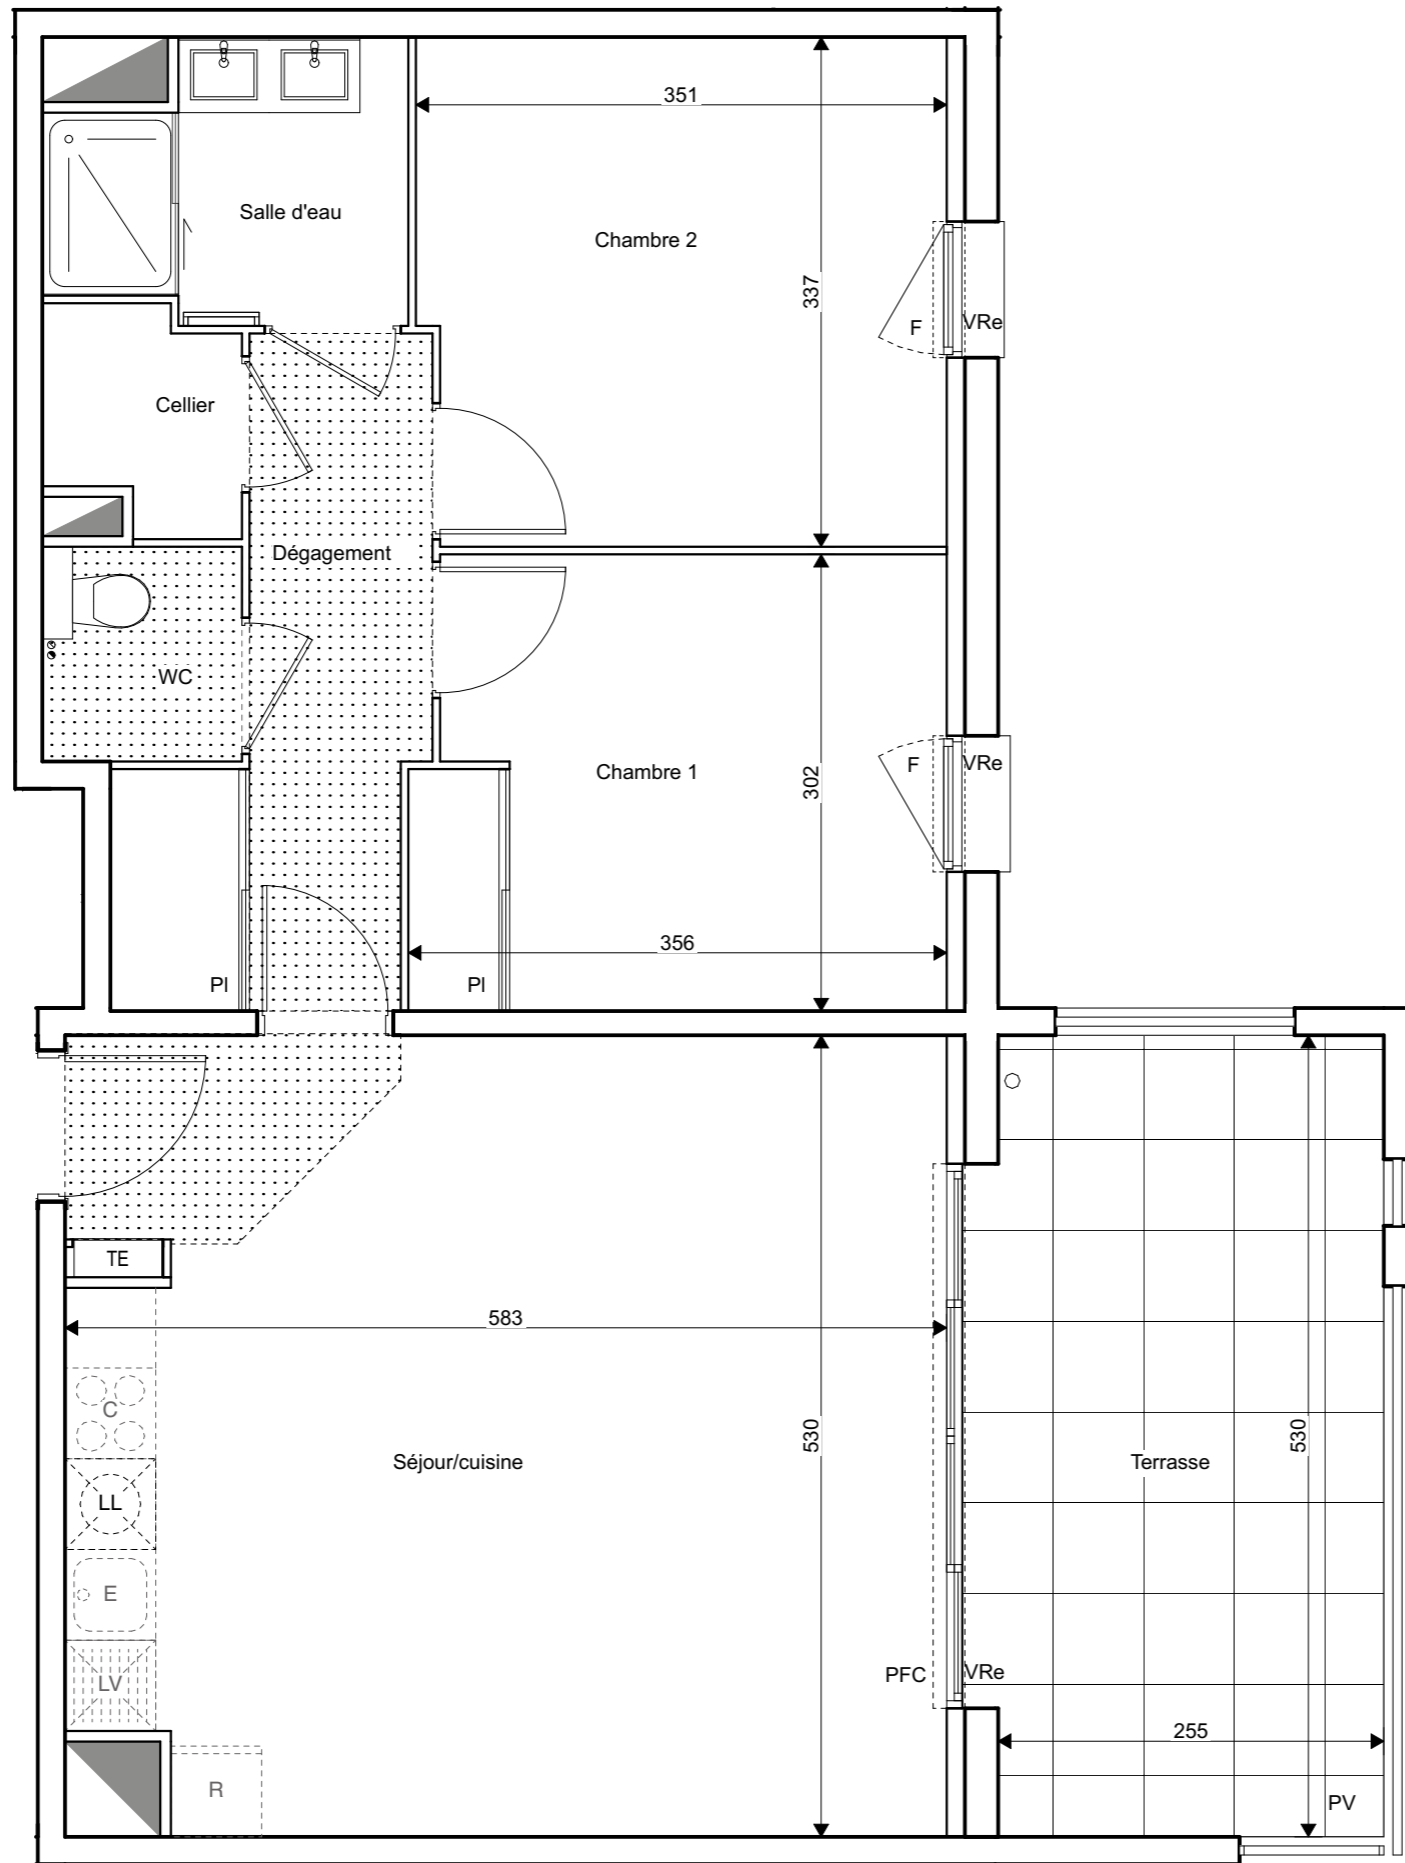 351
Salle d'eau
Chambre 2
337
F
VRe
Cellier
Dégagement
WC
Chambre 1
302
F
VRe
356
Pl
Pl
TE
583
C
Séjour/cuisine
530
Terrasse
530
LL
E
LV
PFC
VRe
255
R
PV